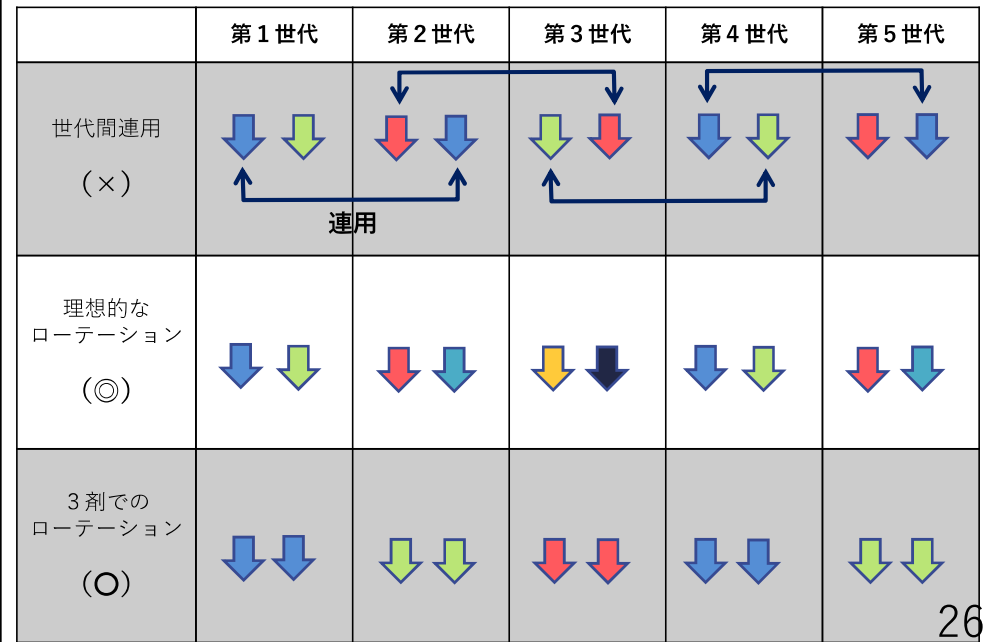 第1世代
第2世代
第3世代
第4世代
第5世代
世代間連用
（×）
連用
理想的な
ローテーション
（◎）
3剤での
ローテーション
（○）
26